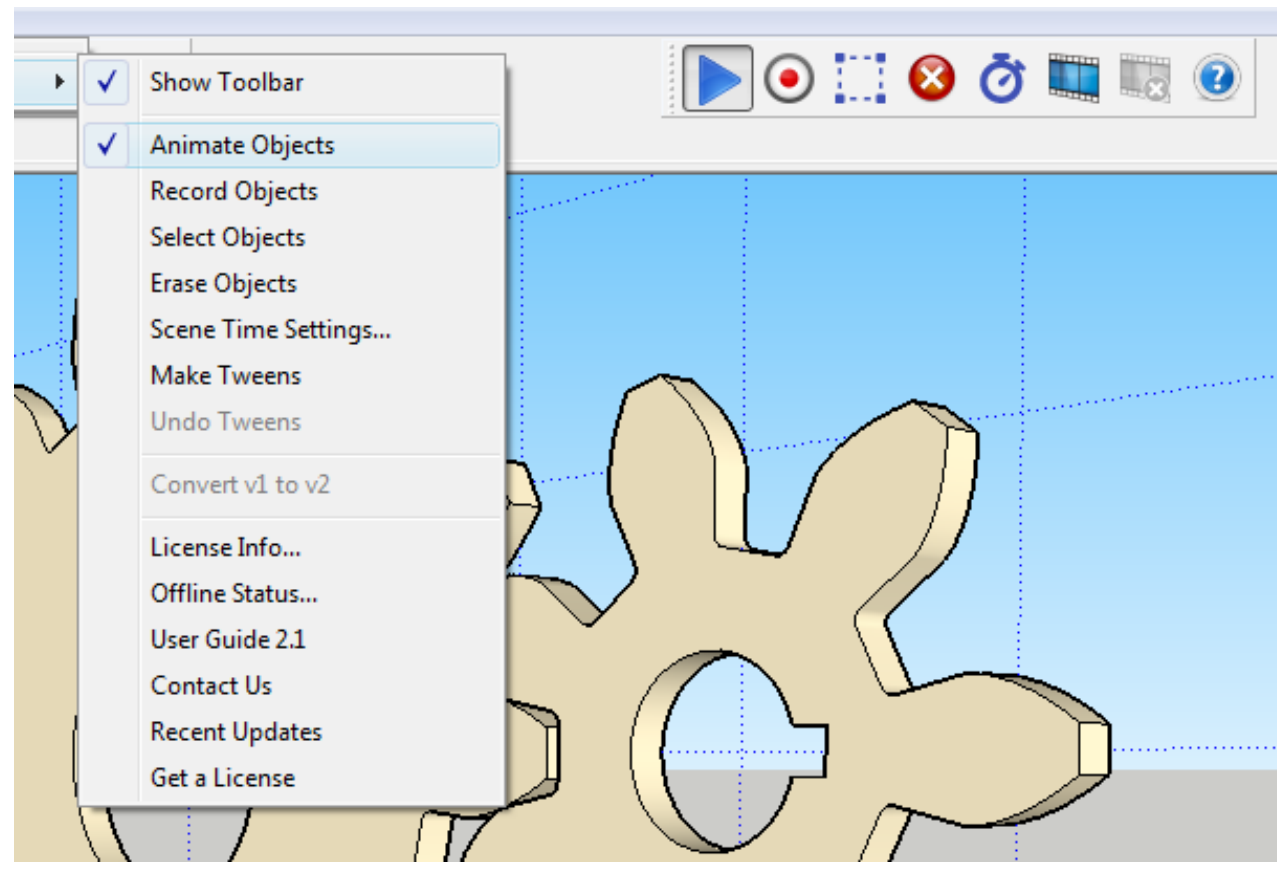 Show Toolbar
Animate Objects
Record Objects
Select Objects
Erase Objects
Scene Time Settings...
Make Tweens
Undo Tweens
Convert v1 to v2
License Info...
Offline Status...
User Guide 2.1
Contact Us
Recent Updates
Get a License